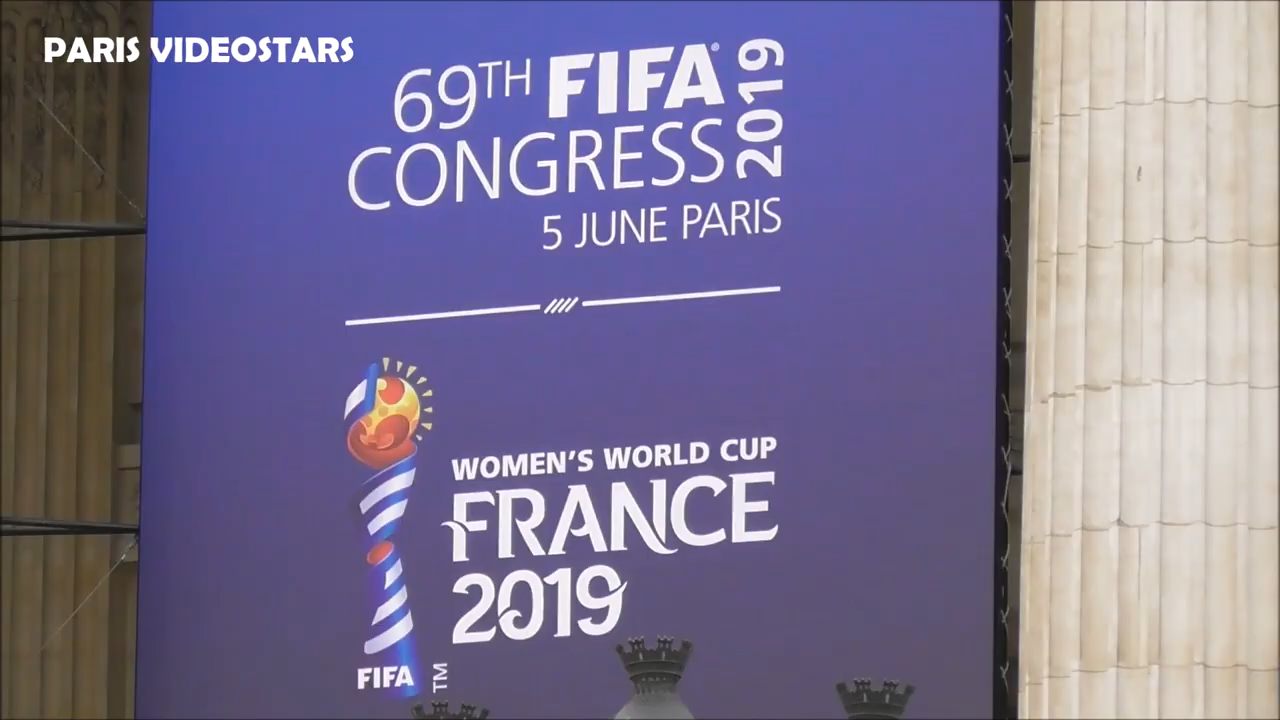 PARIS VIDEOSTARS
69TH FIFA®
CONGRESS
2019
5 JUNE PARIS
WOMEN'S WORLD CUP
FRANCE
2019
FIFA
TM